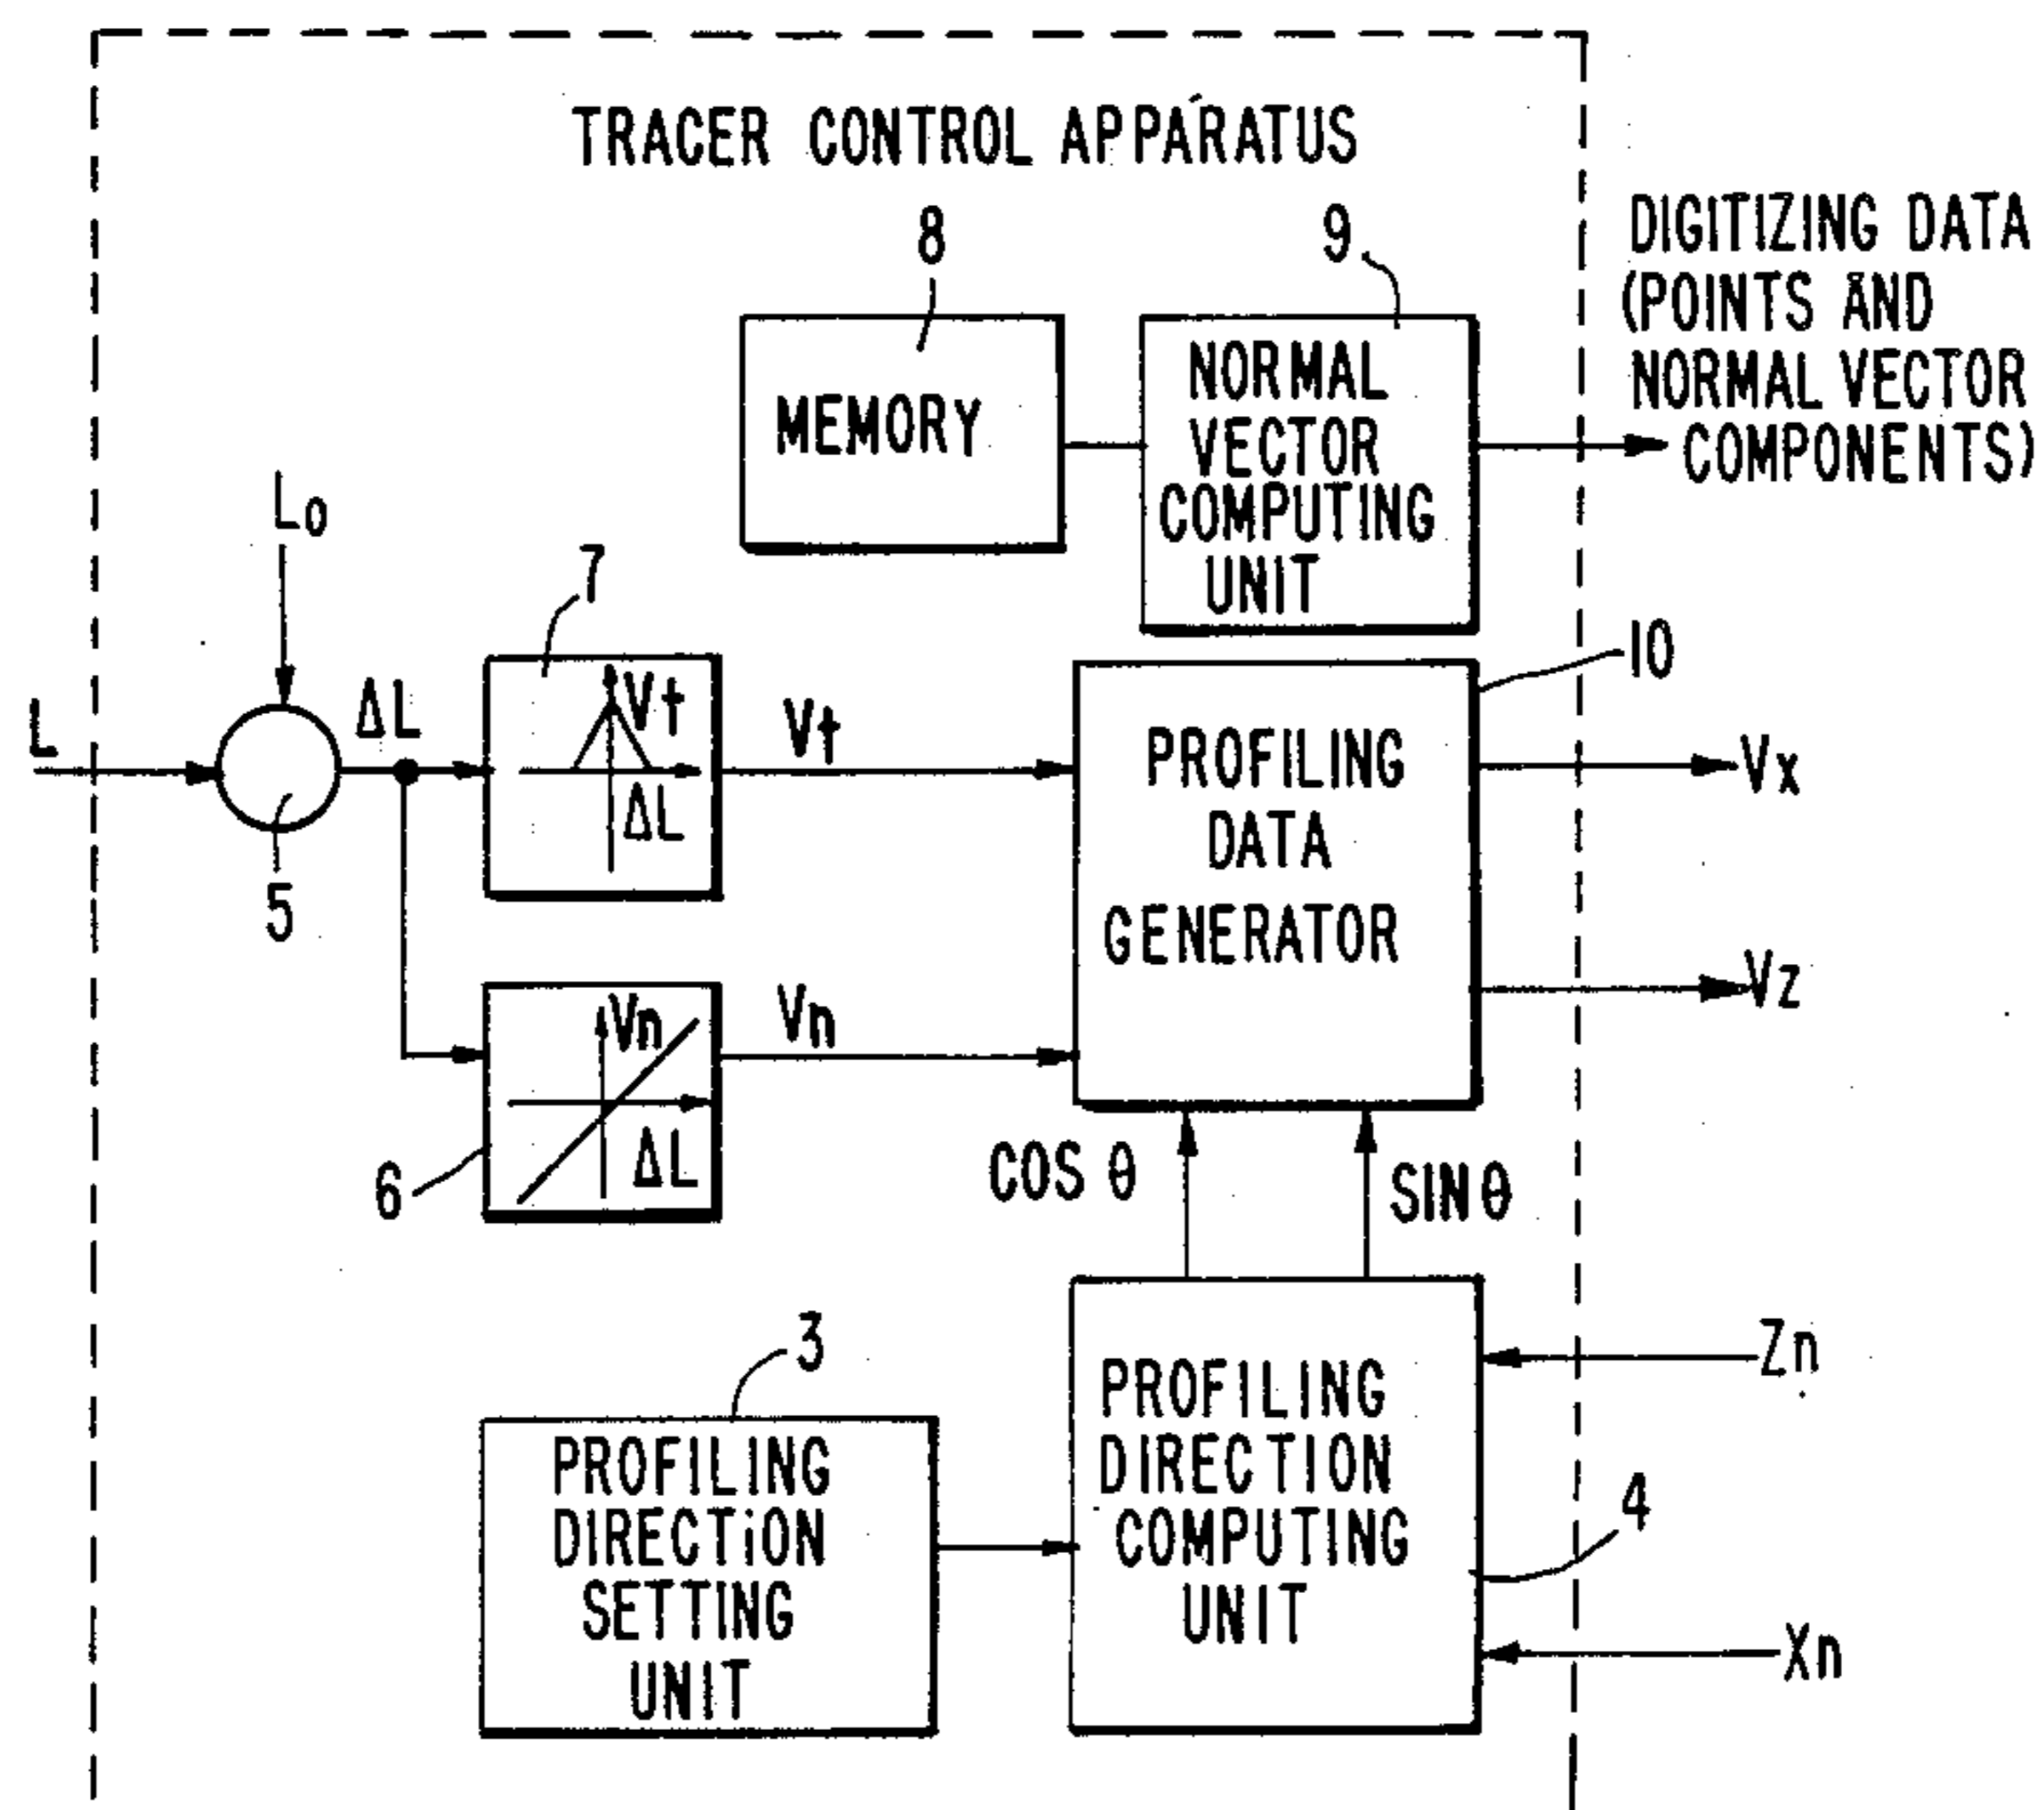 TRACER CONTROL APPARATUS
8
9
DIGITIZING DATA
(POINTS AND
NORMAL VECTOR
COMPONENTS)
MEMORY
NORMAL
VECTOR
COMPUTING
UNIT
L0
7
10
L
ΔL
Vt
ΔL
Vt
PROFILING
DATA
GENERATOR
Vx
5
Vz
Vn
ΔL
Vn
6
COS θ
SIN θ
3
Zn
PROFILING
DIRECTION
SETTING
UNIT
PROFILING
DIRECTION
COMPUTING
UNIT
4
Xn